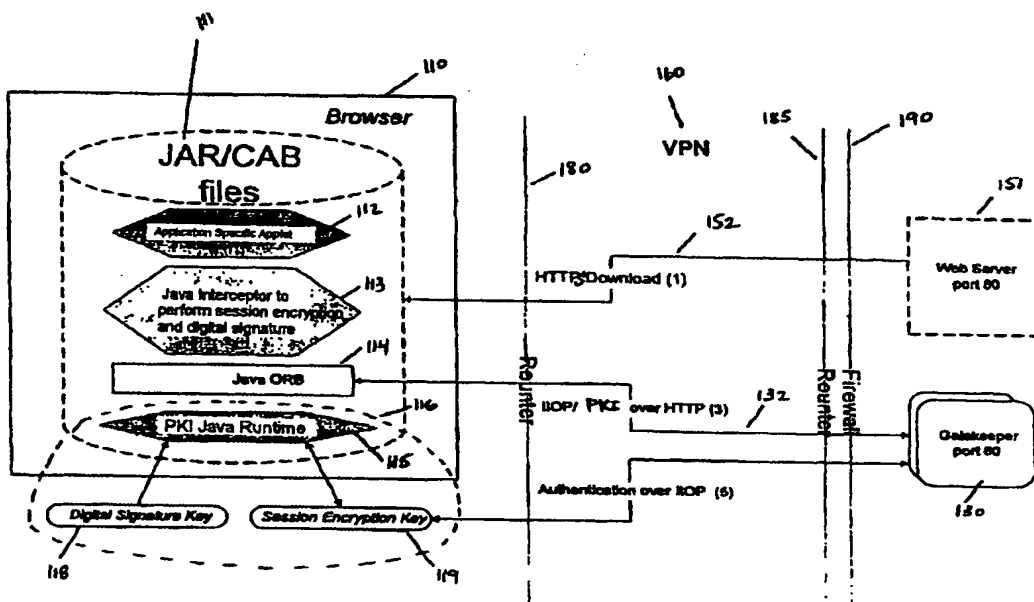 111
110
160
Browser
185
190
VPN
JAR/CAB
files
180
151
112
152
Application Specific Applet
Web Server
port 80
HTTP Download (1)
113
Java Interceptor to
perform session encryption
and digital signature
114
Java ORB
Rounter
Rounter
Firewall
116
IIOP/ PKI over HTTP (3)
132
PKI Java Runtime
115
Gatekeeper
port 80
Authentication over IIOP (5)
Digital Signature Key
Session Encryption Key
130
118
119